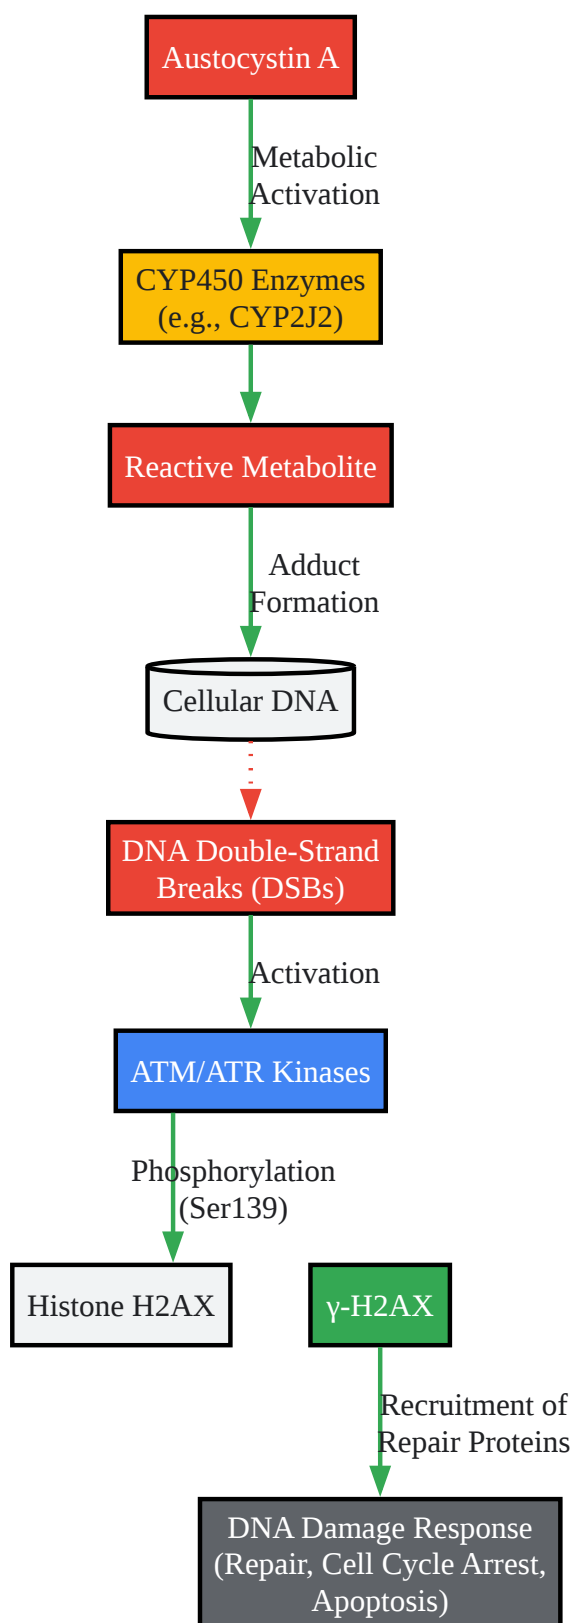 Austocystin A
Metabolic
Activation
CYP450 Enzymes
(e.g., CYP2J2)
Reactive Metabolite
Adduct
Formation
Cellular DNA
DNA Double-Strand
Breaks (DSBs)
Activation
ATM/ATR Kinases
Phosphorylation
(Ser139)
Histone H2AX
γ-H2AX
Recruitment of
Repair Proteins
DNA Damage Response
(Repair, Cell Cycle Arrest,
Apoptosis)